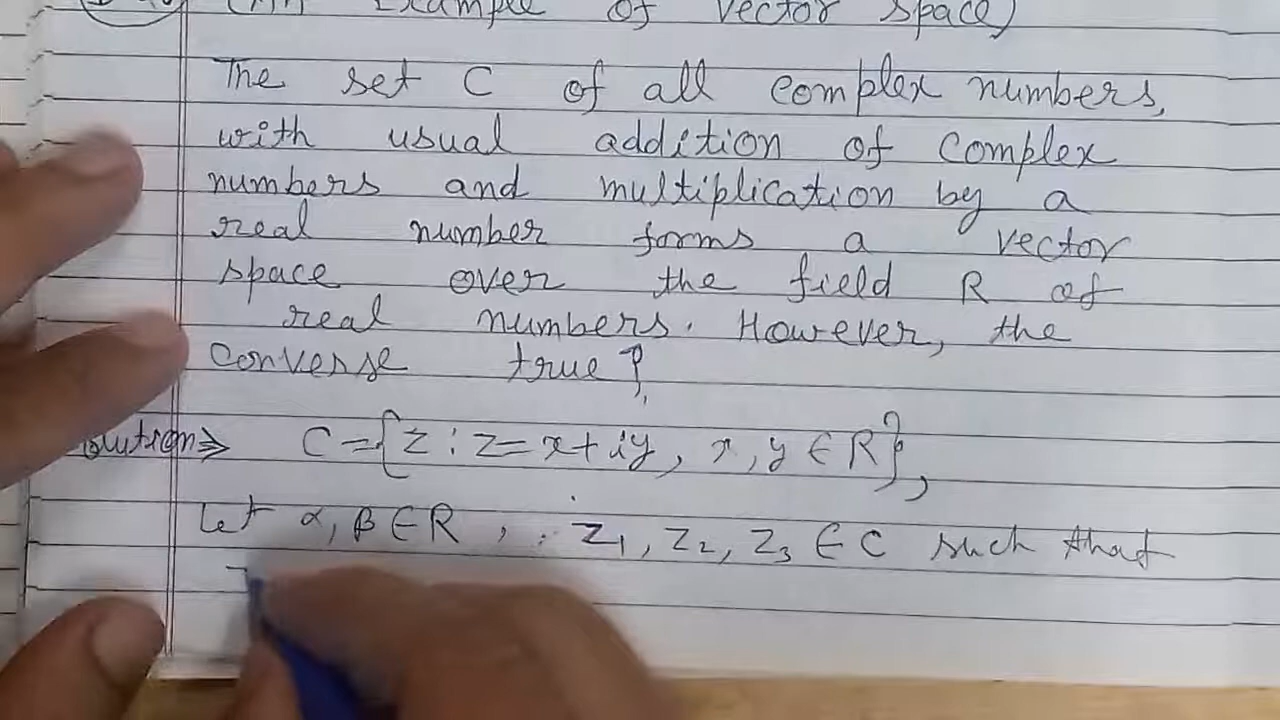 Example of vector space)
The set C of all complex numbers,
with usual addition of complex
numbers and multiplication by a
real number forms a vector
space over the field R of
real numbers. However, the
converse true?
C = {z : z = x + iy, x, y ∈ R},
Let α, β ∈ R, z₁, z₂, z₃ ∈ C such that